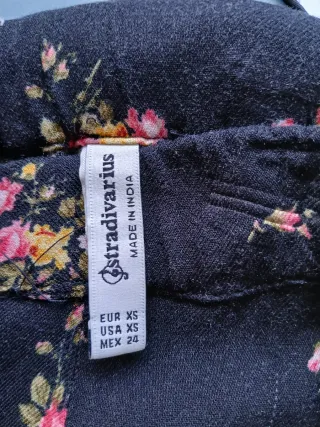 stradivarius
MADE IN INDIA
EUR XS
USA XS
MEX 24